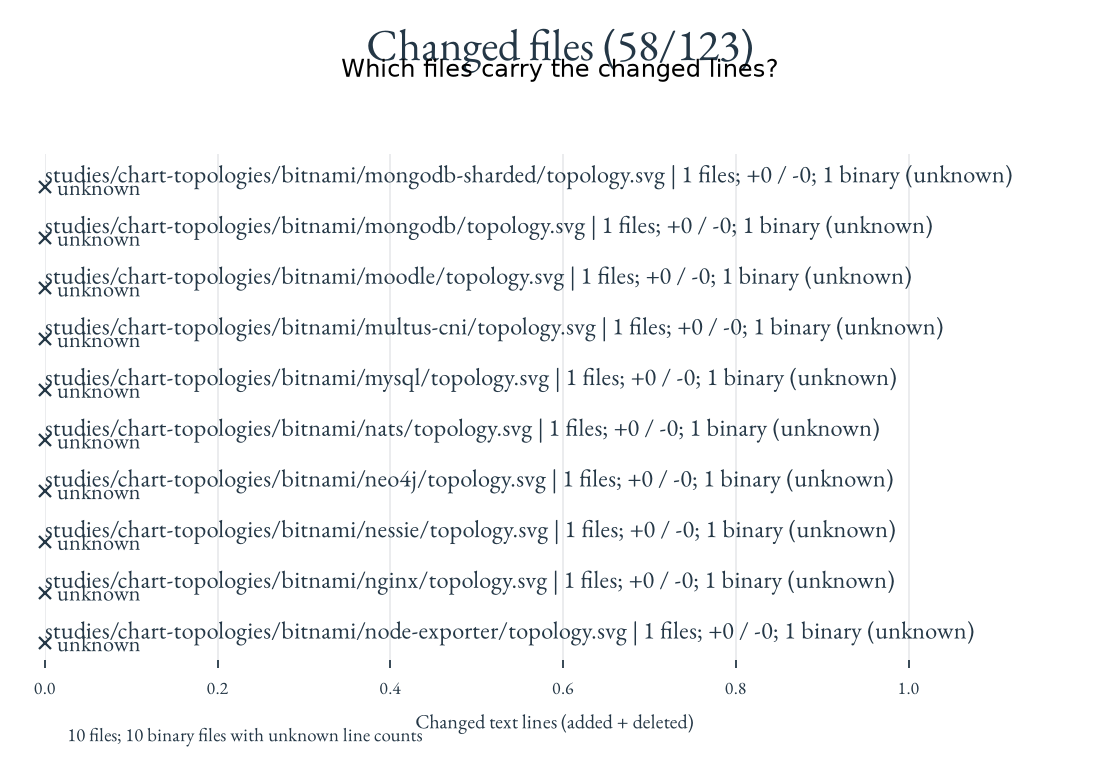 Changed files (58/123)
Which files carry the changed lines?
studies/chart-topologies/bitnami/mongodb-sharded/topology.svg | 1 files; +0 / -0; 1 binary (unknown)
unknown
studies/chart-topologies/bitnami/mongodb/topology.svg | 1 files; +0 / -0; 1 binary (unknown)
unknown
studies/chart-topologies/bitnami/moodle/topology.svg | 1 files; +0 / -0; 1 binary (unknown)
unknown
studies/chart-topologies/bitnami/multus-cni/topology.svg | 1 files; +0 / -0; 1 binary (unknown)
unknown
studies/chart-topologies/bitnami/mysql/topology.svg | 1 files; +0 / -0; 1 binary (unknown)
unknown
studies/chart-topologies/bitnami/nats/topology.svg | 1 files; +0 / -0; 1 binary (unknown)
unknown
studies/chart-topologies/bitnami/neo4j/topology.svg | 1 files; +0 / -0; 1 binary (unknown)
unknown
studies/chart-topologies/bitnami/nessie/topology.svg | 1 files; +0 / -0; 1 binary (unknown)
unknown
studies/chart-topologies/bitnami/nginx/topology.svg | 1 files; +0 / -0; 1 binary (unknown)
unknown
studies/chart-topologies/bitnami/node-exporter/topology.svg | 1 files; +0 / -0; 1 binary (unknown)
unknown
0.0 0.2 0.4 0.6 0.8 1.0
Changed text lines (added + deleted)
10 files; 10 binary files with unknown line counts